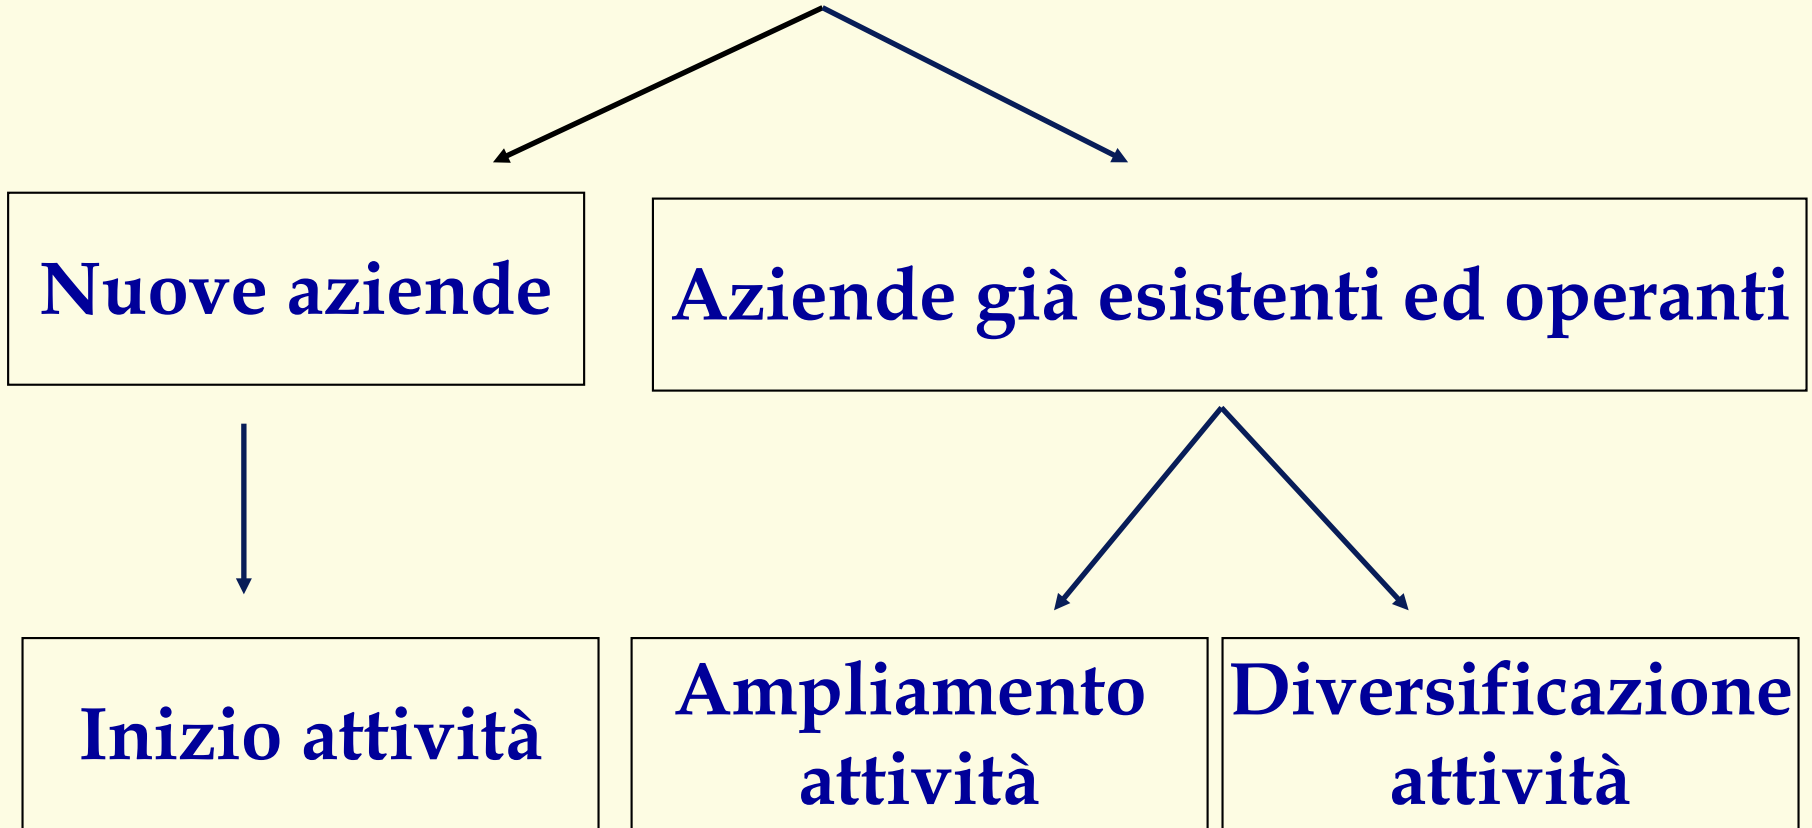 Nuove aziende
Aziende già esistenti ed operanti
Inizio attività
Ampliamento
attività
Diversificazione
attività